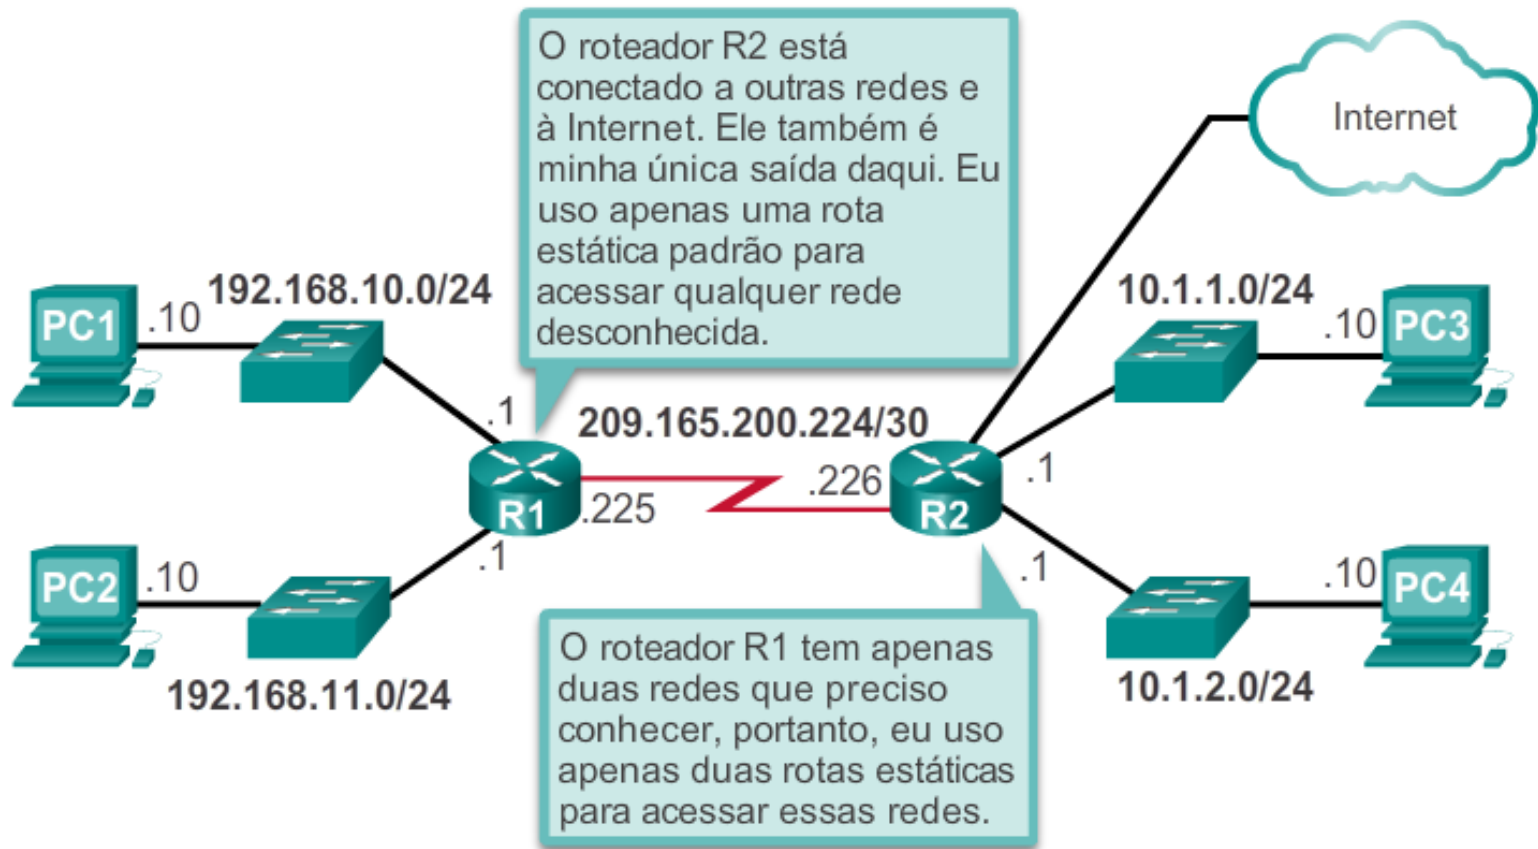 O roteador R2 está
conectado a outras redes e
à Internet. Ele também é
minha única saída daqui. Eu
uso apenas uma rota
estática padrão para
acessar qualquer rede
desconhecida.
Internet
192.168.10.0/24
10.1.1.0/24
PC1
.10
.10
PC3
.1
209.165.200.224/30
.1
R1
.225
.226
R2
.1
.1
PC2
.10
.10
PC4
192.168.11.0/24
10.1.2.0/24
O roteador R1 tem apenas
duas redes que preciso
conhecer, portanto, eu uso
apenas duas rotas estáticas
para acessar essas redes.